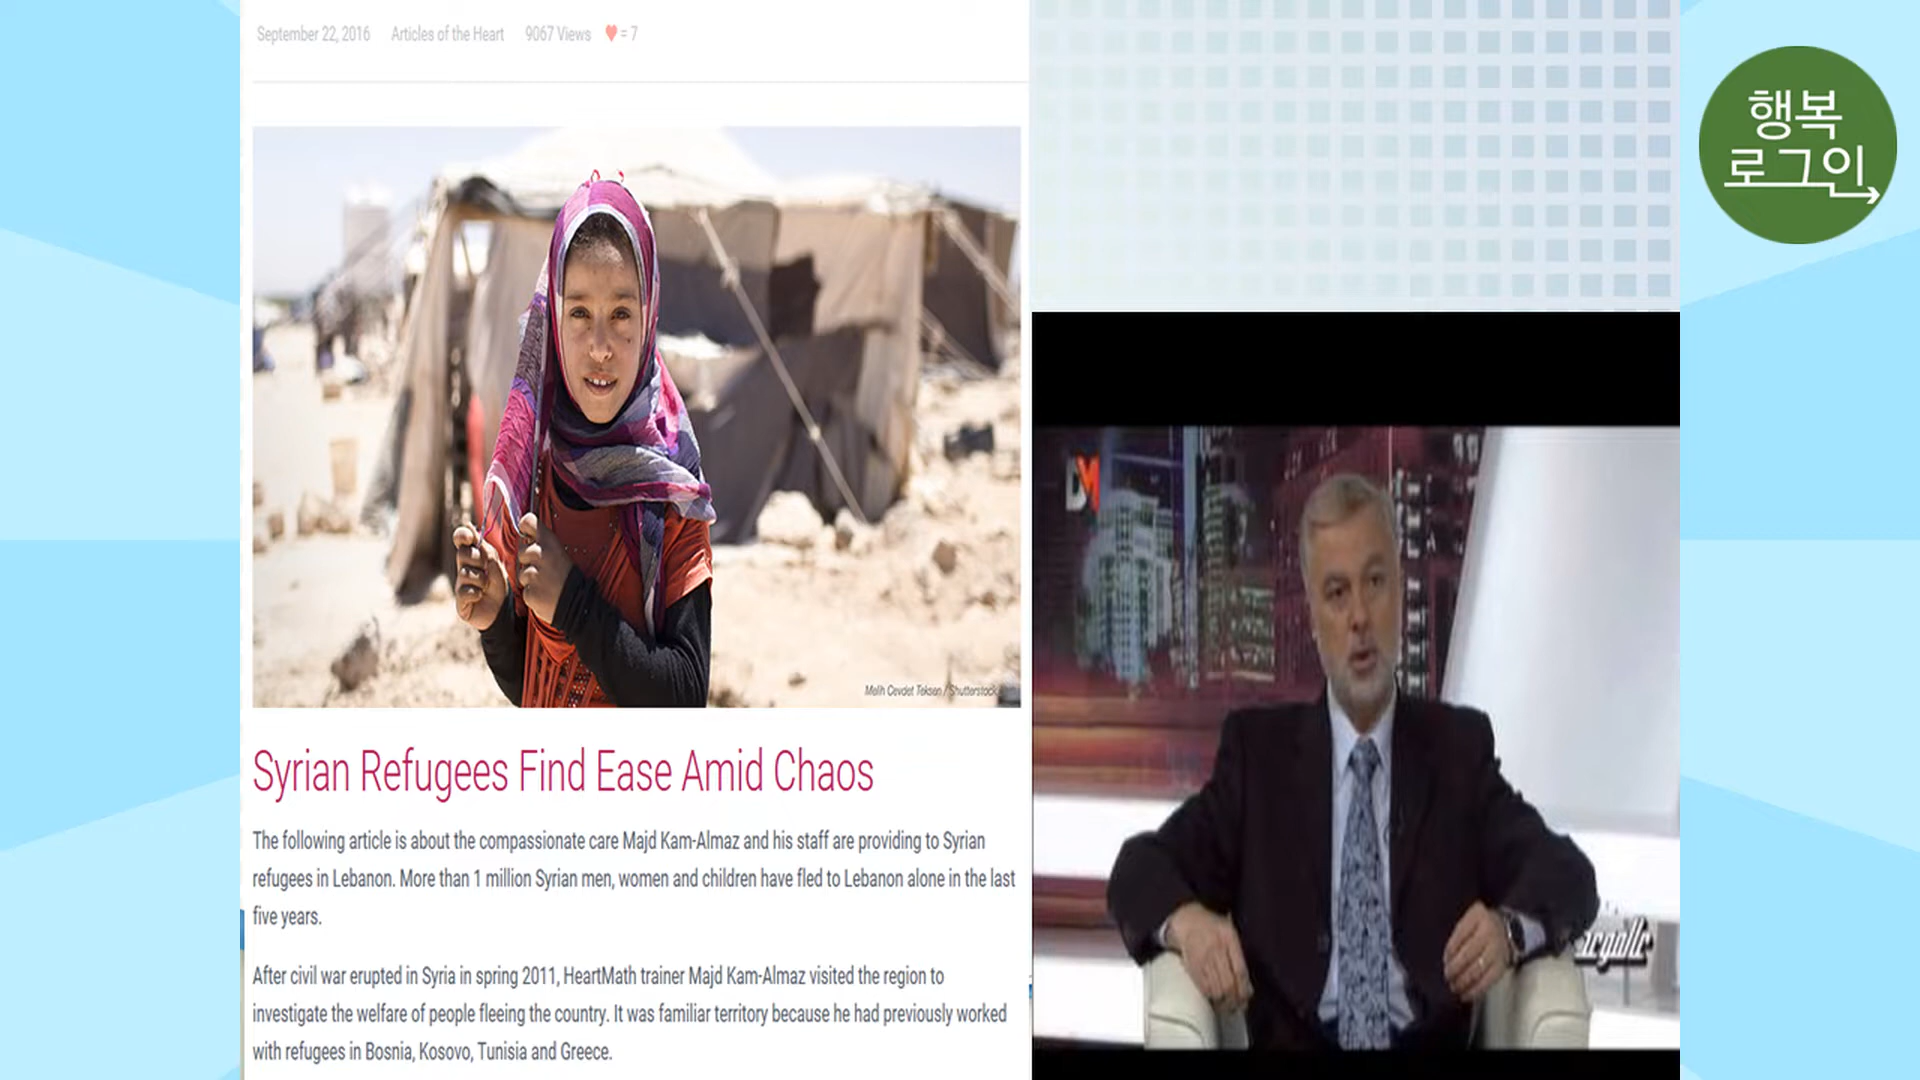 September 22, 2016 Articles of the Heart 9067 Views = 7
행복
로그인
Melih Cevdet Teksen / Shutterstock
Syrian Refugees Find Ease Amid Chaos
The following article is about the compassionate care Majd Kam-Almaz and his staff are providing to Syrian
refugees in Lebanon. More than 1 million Syrian men, women and children have fled to Lebanon alone in the last
five years.
After civil war erupted in Syria in spring 2011, HeartMath trainer Majd Kam-Almaz visited the region to
investigate the welfare of people fleeing the country. It was familiar territory because he had previously worked
with refugees in Bosnia, Kosovo, Tunisia and Greece.
DM